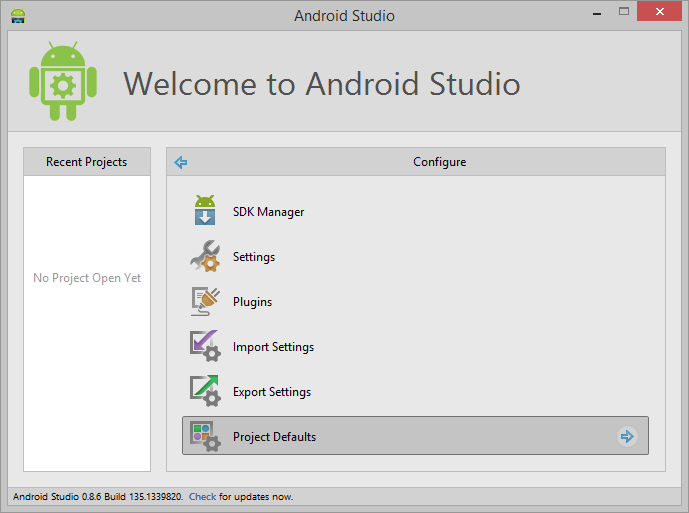 Android Studio
Welcome to Android Studio
Recent Projects
No Project Open Yet
Configure
SDK Manager
Settings
Plugins
Import Settings
Export Settings
Project Defaults
Android Studio 0.8.6 Build 135.1339820. Check for updates now.